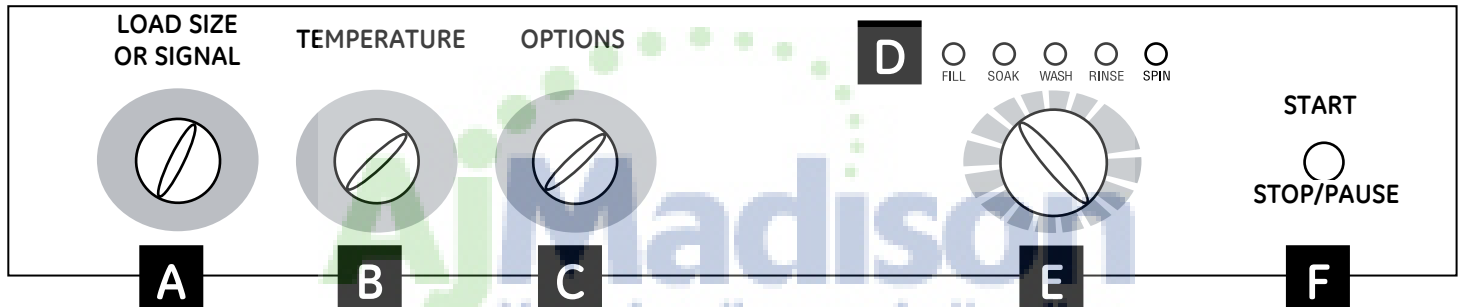 LOAD SIZE
OR SIGNAL
TEMPERATURE
OPTIONS
D
FILL SOAK WASH RINSE SPIN
START
STOP/PAUSE
AjMadison
A
B
C
E
F